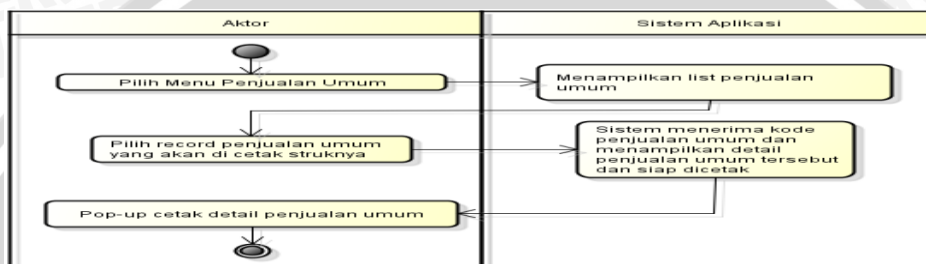 Aktor
Sistem Aplikasi
Pilih Menu Penjualan Umum
Menampilkan list penjualan
umum
Pilih record penjualan umum
yang akan di cetak struknya
Sistem menerima kode
penjualan umum dan
menampilkan detail
penjualan umum tersebut
dan siap dicetak
Pop-up cetak detail penjualan umum